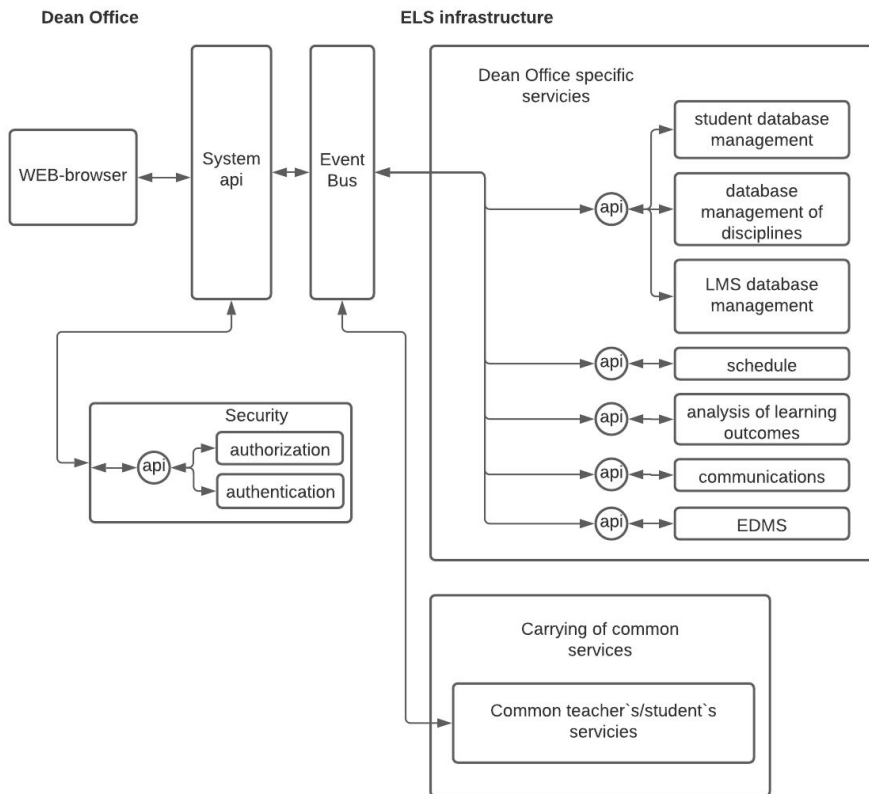 Dean Office
ELS infrastructure
WEB-browser
System
api
Event
Bus
Dean Office specific
servicies
student database
management
api
database
management of
disciplines
LMS database
management
api
schedule
api
analysis of learning
outcomes
api
communications
api
EDMS
Security
api
authorization
authentication
Carrying of common
services
Common teacher`s/student`s
servicies